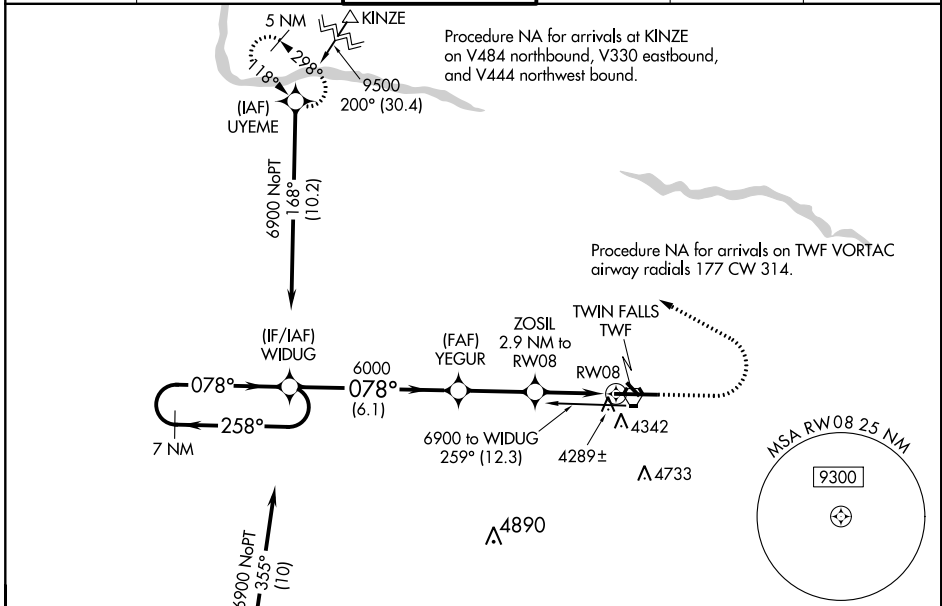 5 NM
KINZE
298°
118°
9500
200° (30.4)
(IAF)
UYEME
Procedure NA for arrivals at KINZE
on V484 northbound, V330 eastbound,
and V444 northwest bound.
6900 NoPT
168°
(10.2)
Procedure NA for arrivals on TWF VORTAC
airway radials 177 CW 314.
(IF/IAF)
WIDUG
(FAF)
YEGUR
ZOSIL
2.9 NM to
RW08
TWIN FALLS
TWF
RW08
078°
6000
078°
(6.1)
258°
7 NM
6900 to WIDUG
259° (12.3)
4289±
4342
4733
4890
MSA RW08 25 NM
9300
6900 NoPT
355°
(10)